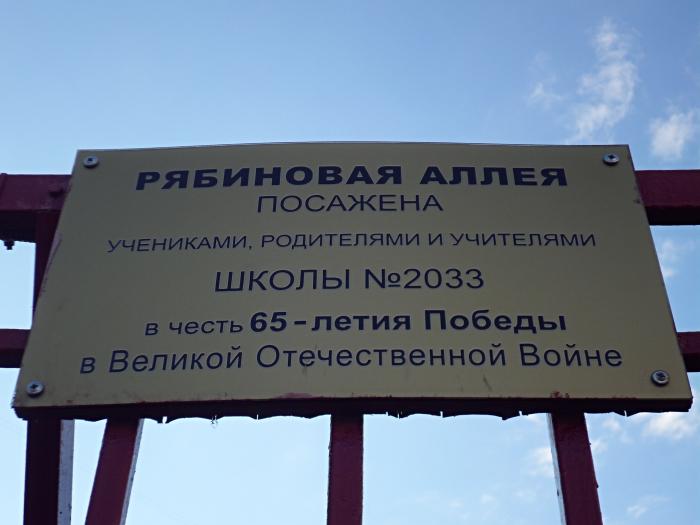 РЯБИНОВАЯ АЛЛЕЯ
ПОСАЖЕНА
УЧЕНИКАМИ, РОДИТЕЛЯМИ И УЧИТЕЛЯМИ
ШКОЛЫ №2033
в честь 65-летия Победы
в Великой Отечественной Войне